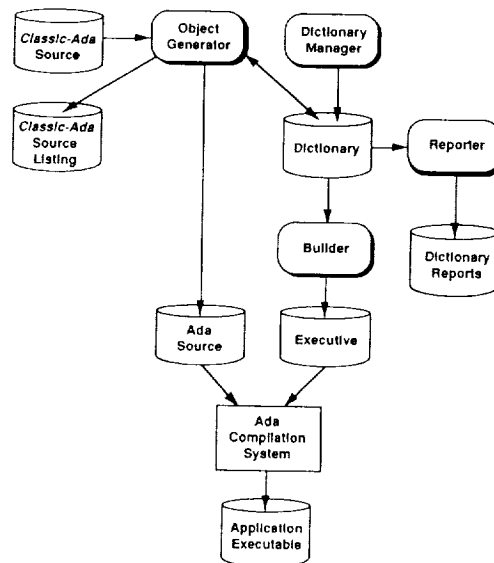 Classic-Ada
Source
Object
Generator
Dictionary
Manager
Classic-Ada
Source
Listing
Dictionary
Reporter
Builder
Dictionary
Reports
Ada
Source
Executive
Ada
Compilation
System
Application
Executable